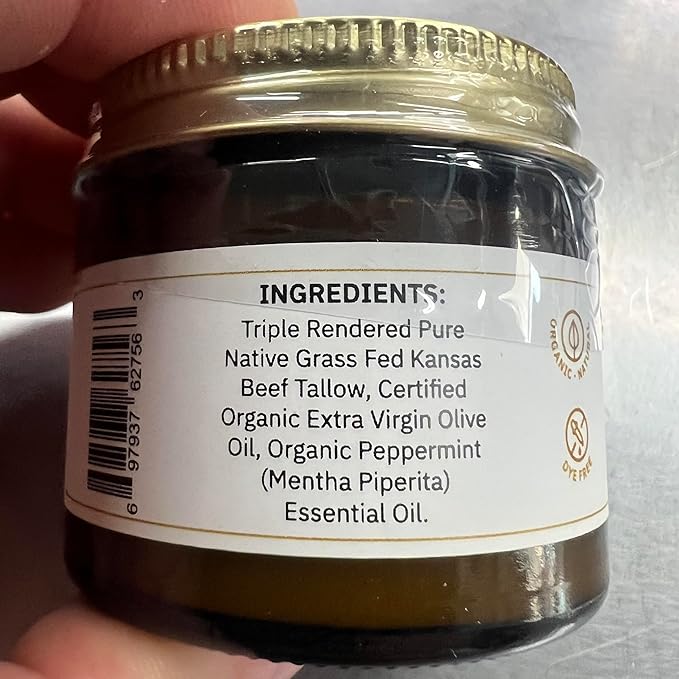 INGREDIENTS:
Triple Rendered Pure
Native Grass Fed Kansas
Beef Tallow, Certified
Organic Extra Virgin Olive
Oil, Organic Peppermint
(Mentha Piperita)
Essential Oil.
6 97937 62756 3
ORGANIC · NATURAL
DYE FREE